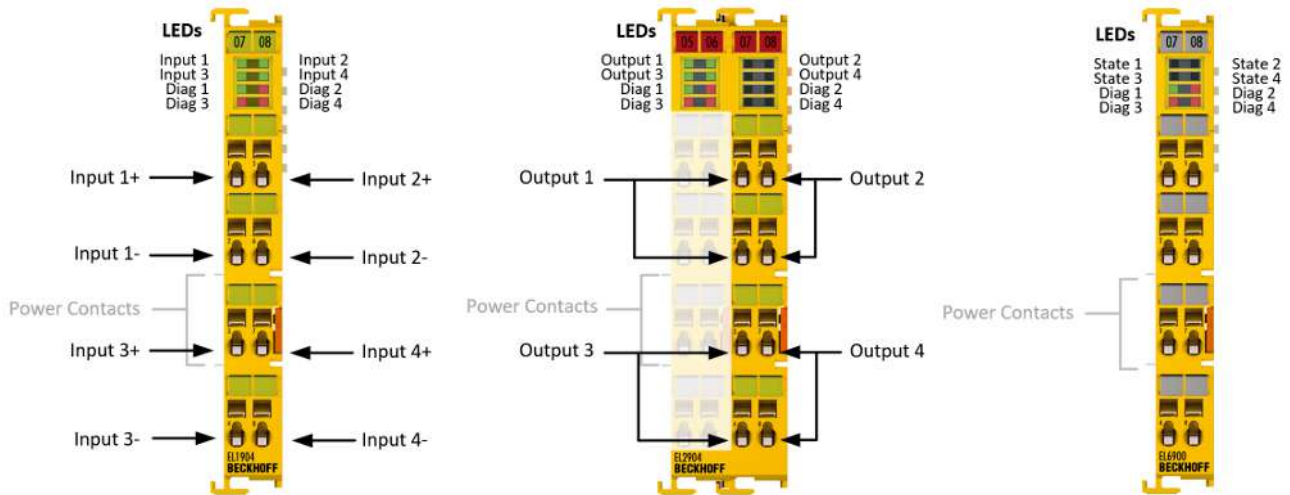 LEDs
07 08
Input 1 Input 2
Input 3 Input 4
Diag 1 Diag 2
Diag 3 Diag 4
Input 1+ Input 2+
Input 1- Input 2-
Power Contacts
Input 3+ Input 4+
Input 3- Input 4-
EL1904
BECKHOFF
LEDs
05 06 07 08
Output 1 Output 2
Output 3 Output 4
Diag 1 Diag 2
Diag 3 Diag 4
Output 1 Output 2
Power Contacts
Output 3 Output 4
EL2904
BECKHOFF
LEDs
07 08
State 1 State 2
State 3 State 4
Diag 1 Diag 2
Diag 3 Diag 4
Power Contacts
EL6900
BECKHOFF